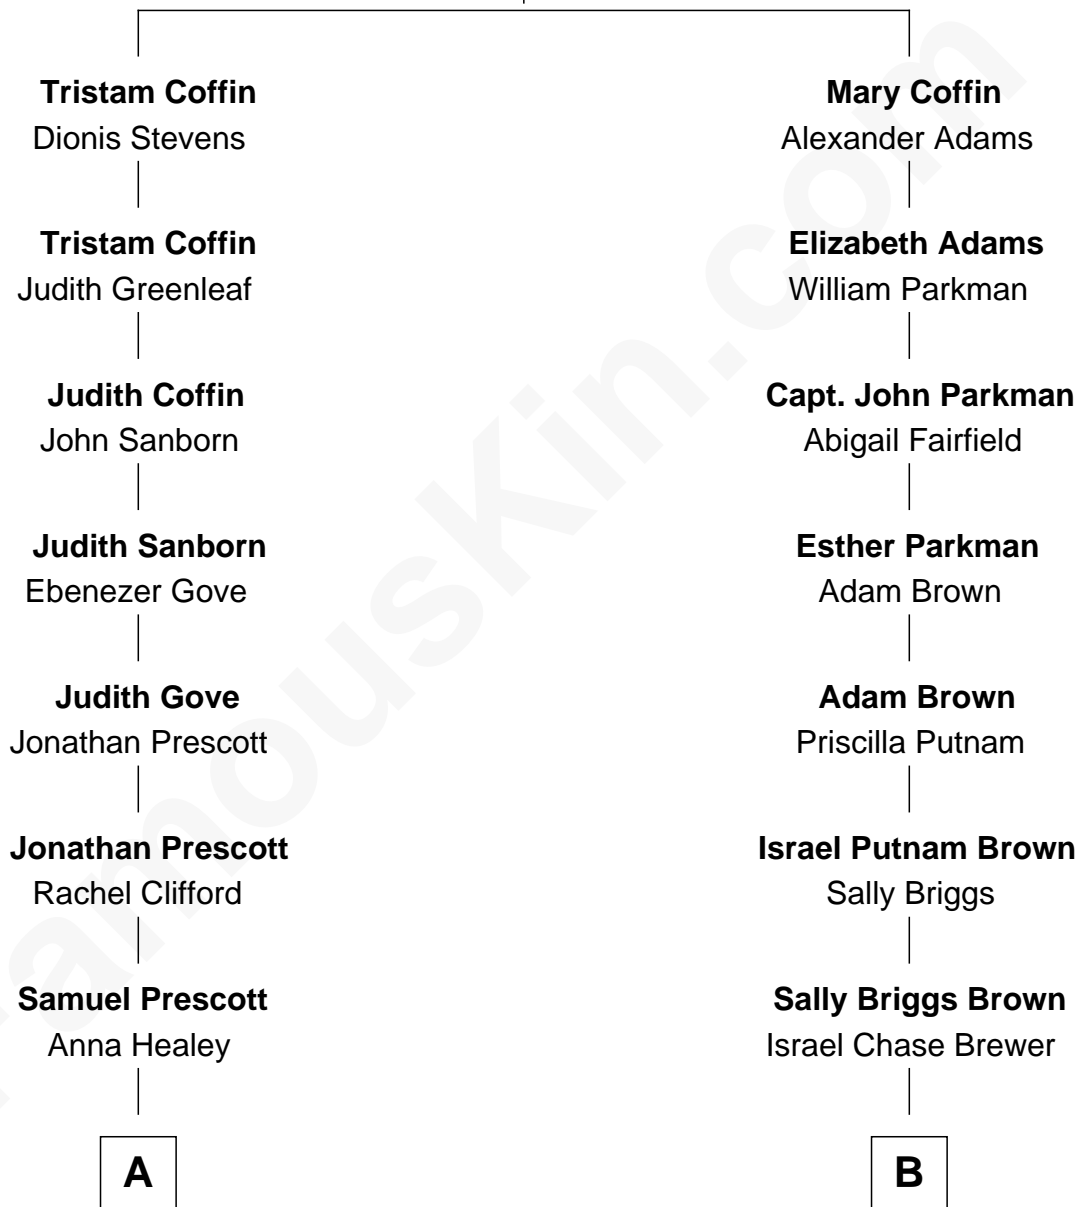 Tristam Coffin
Dionis Stevens
Tristam Coffin
Judith Greenleaf
Judith Coffin
John Sanborn
Judith Sanborn
Ebenezer Gove
Judith Gove
Jonathan Prescott
Jonathan Prescott
Rachel Clifford
Samuel Prescott
Anna Healey
A
Mary Coffin
Alexander Adams
Elizabeth Adams
William Parkman
Capt. John Parkman
Abigail Fairfield
Esther Parkman
Adam Brown
Adam Brown
Priscilla Putnam
Israel Putnam Brown
Sally Briggs
Sally Briggs Brown
Israel Chase Brewer
B
FamousKin.com